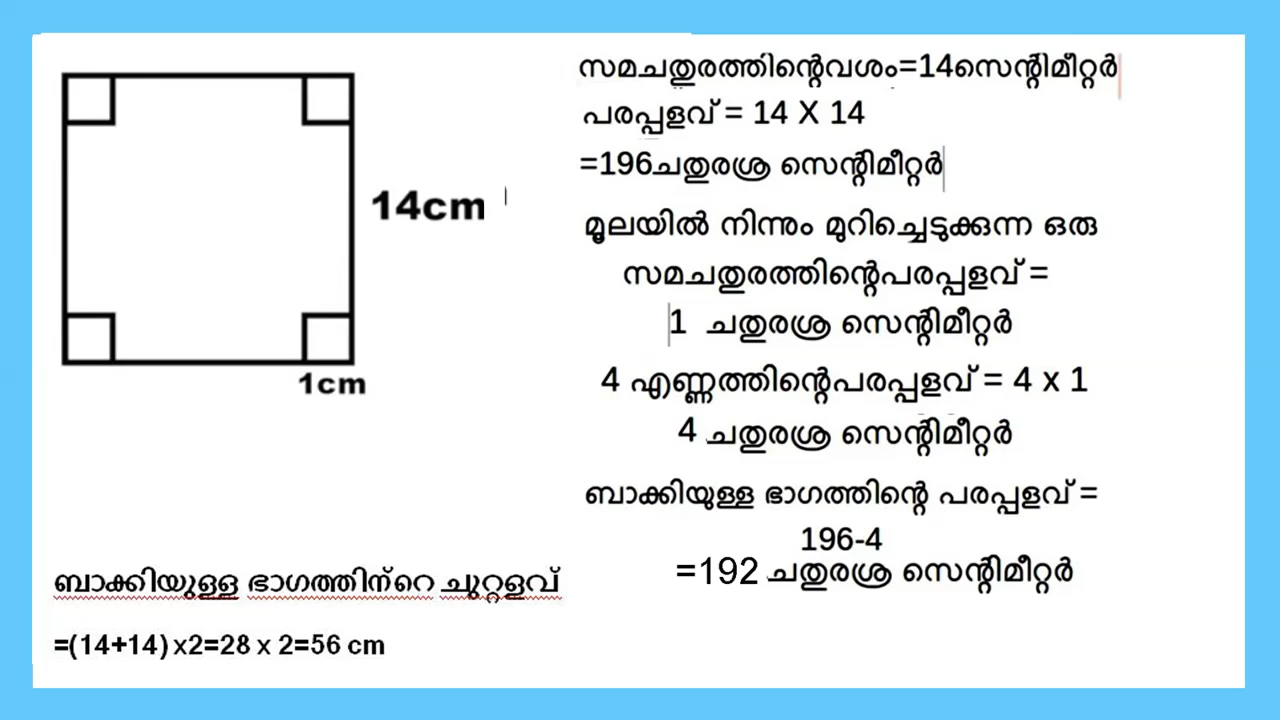 14cm
1cm
സമചതുരത്തിന്റെവശം=14സെന്റിമീറ്റർ
പരപ്പളവ് = 14 X 14
=196ചതുരശ്ര സെന്റിമീറ്റർ
മൂലയിൽ നിന്നും മുറിച്ചെടുക്കുന്ന ഒരു
സമചതുരത്തിന്റെപരപ്പളവ് =
1 ചതുരശ്ര സെന്റിമീറ്റർ
4 എണ്ണത്തിന്റെപരപ്പളവ് = 4 x 1
4 ചതുരശ്ര സെന്റിമീറ്റർ
ബാക്കിയുള്ള ഭാഗത്തിന്റെ പരപ്പളവ് =
196-4
=192 ചതുരശ്ര സെന്റിമീറ്റർ
ബാക്കിയുള്ള ഭാഗത്തിന്റെ ചുറ്റളവ്
=(14+14) x2=28 x 2=56 cm